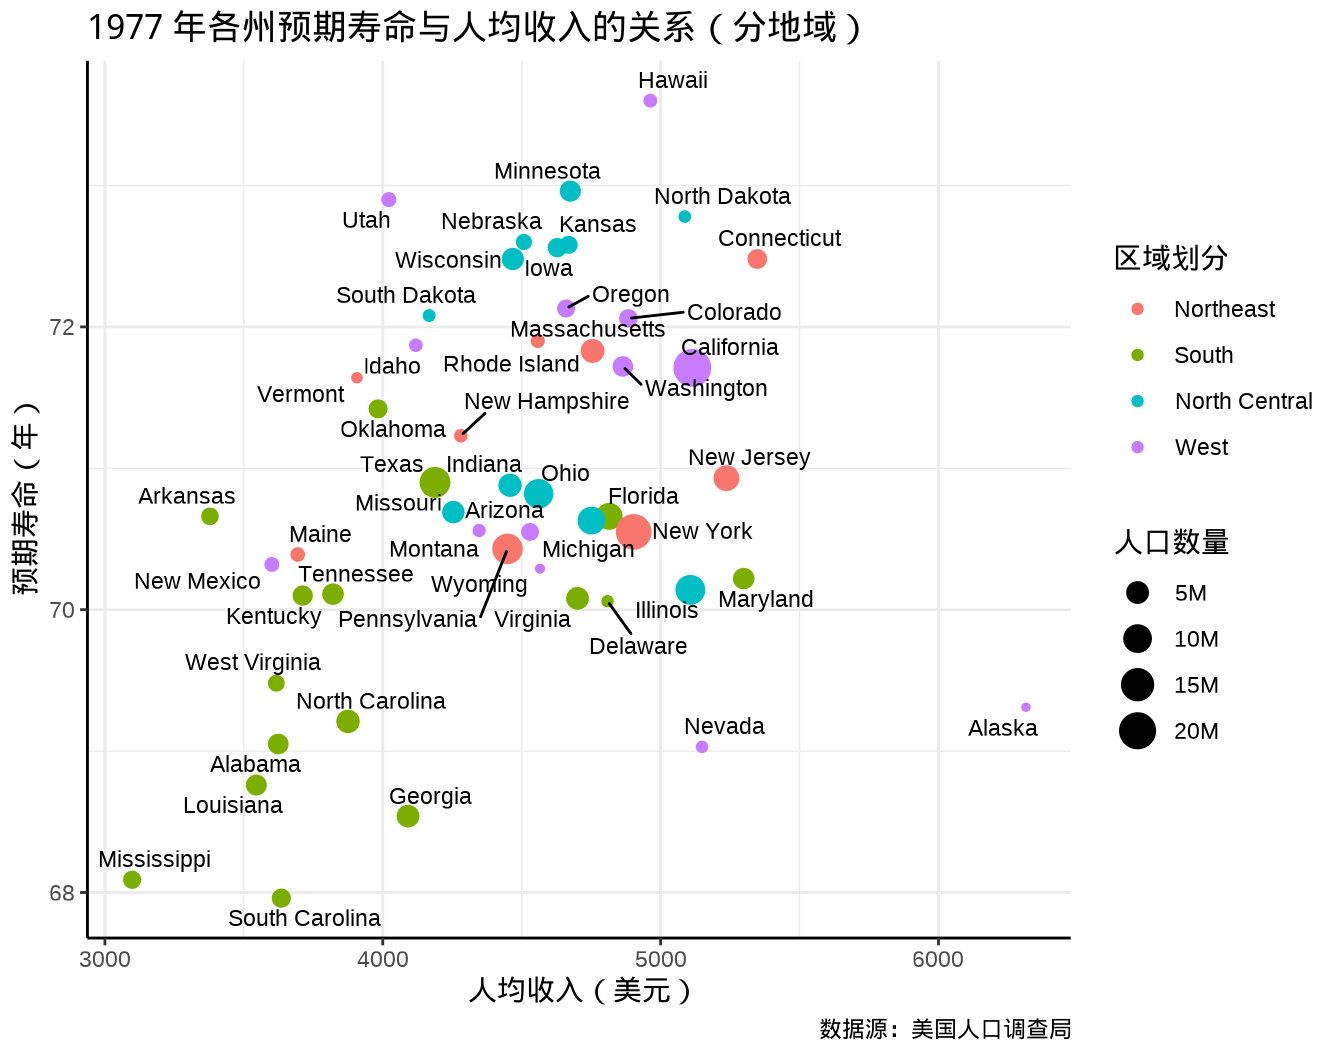 1977 年各州预期寿命与人均收入的关系（分地域）
Hawaii
Minnesota
North Dakota
Utah
Nebraska
Kansas
Connecticut
Wisconsin
Iowa
South Dakota
Oregon
Colorado
Massachusetts
California
Idaho
Rhode Island
Vermont
Washington
New Hampshire
Oklahoma
Texas
Indiana
Ohio
New Jersey
Arkansas
Missouri
Arizona
Florida
Maine
Montana
Michigan
New York
New Mexico
Tennessee
Wyoming
Kentucky
Pennsylvania
Virginia
Illinois
Maryland
Delaware
West Virginia
North Carolina
Nevada
Alaska
Alabama
Louisiana
Georgia
Mississippi
South Carolina
72
70
68
预期寿命（年）
3000
4000
5000
6000
人均收入（美元）
区域划分
Northeast
South
North Central
West
人口数量
5M
10M
15M
20M
数据源：美国人口调查局